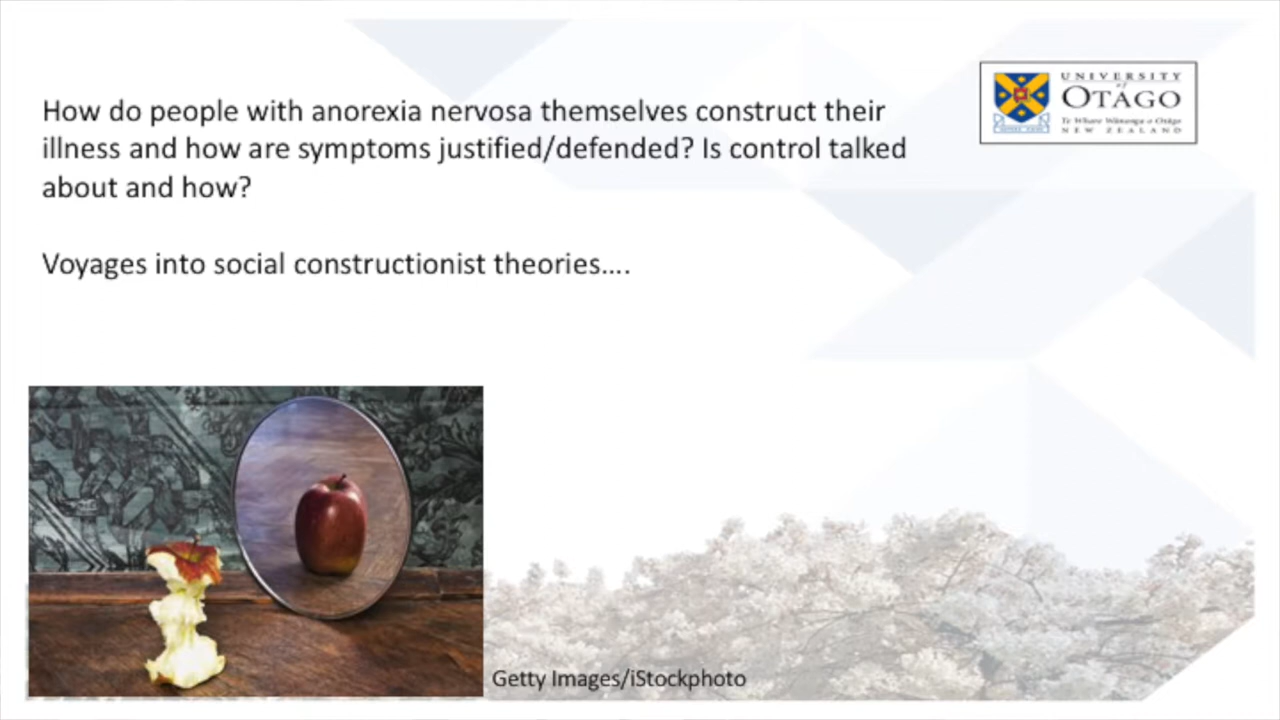 How do people with anorexia nervosa themselves construct their
illness and how are symptoms justified/defended? Is control talked
about and how?
Voyages into social constructionist theories....
UNIVERSITY
of
OTAGO
Te Whare Wānanga o Otāgo
NEW ZEALAND
Getty Images/iStockphoto